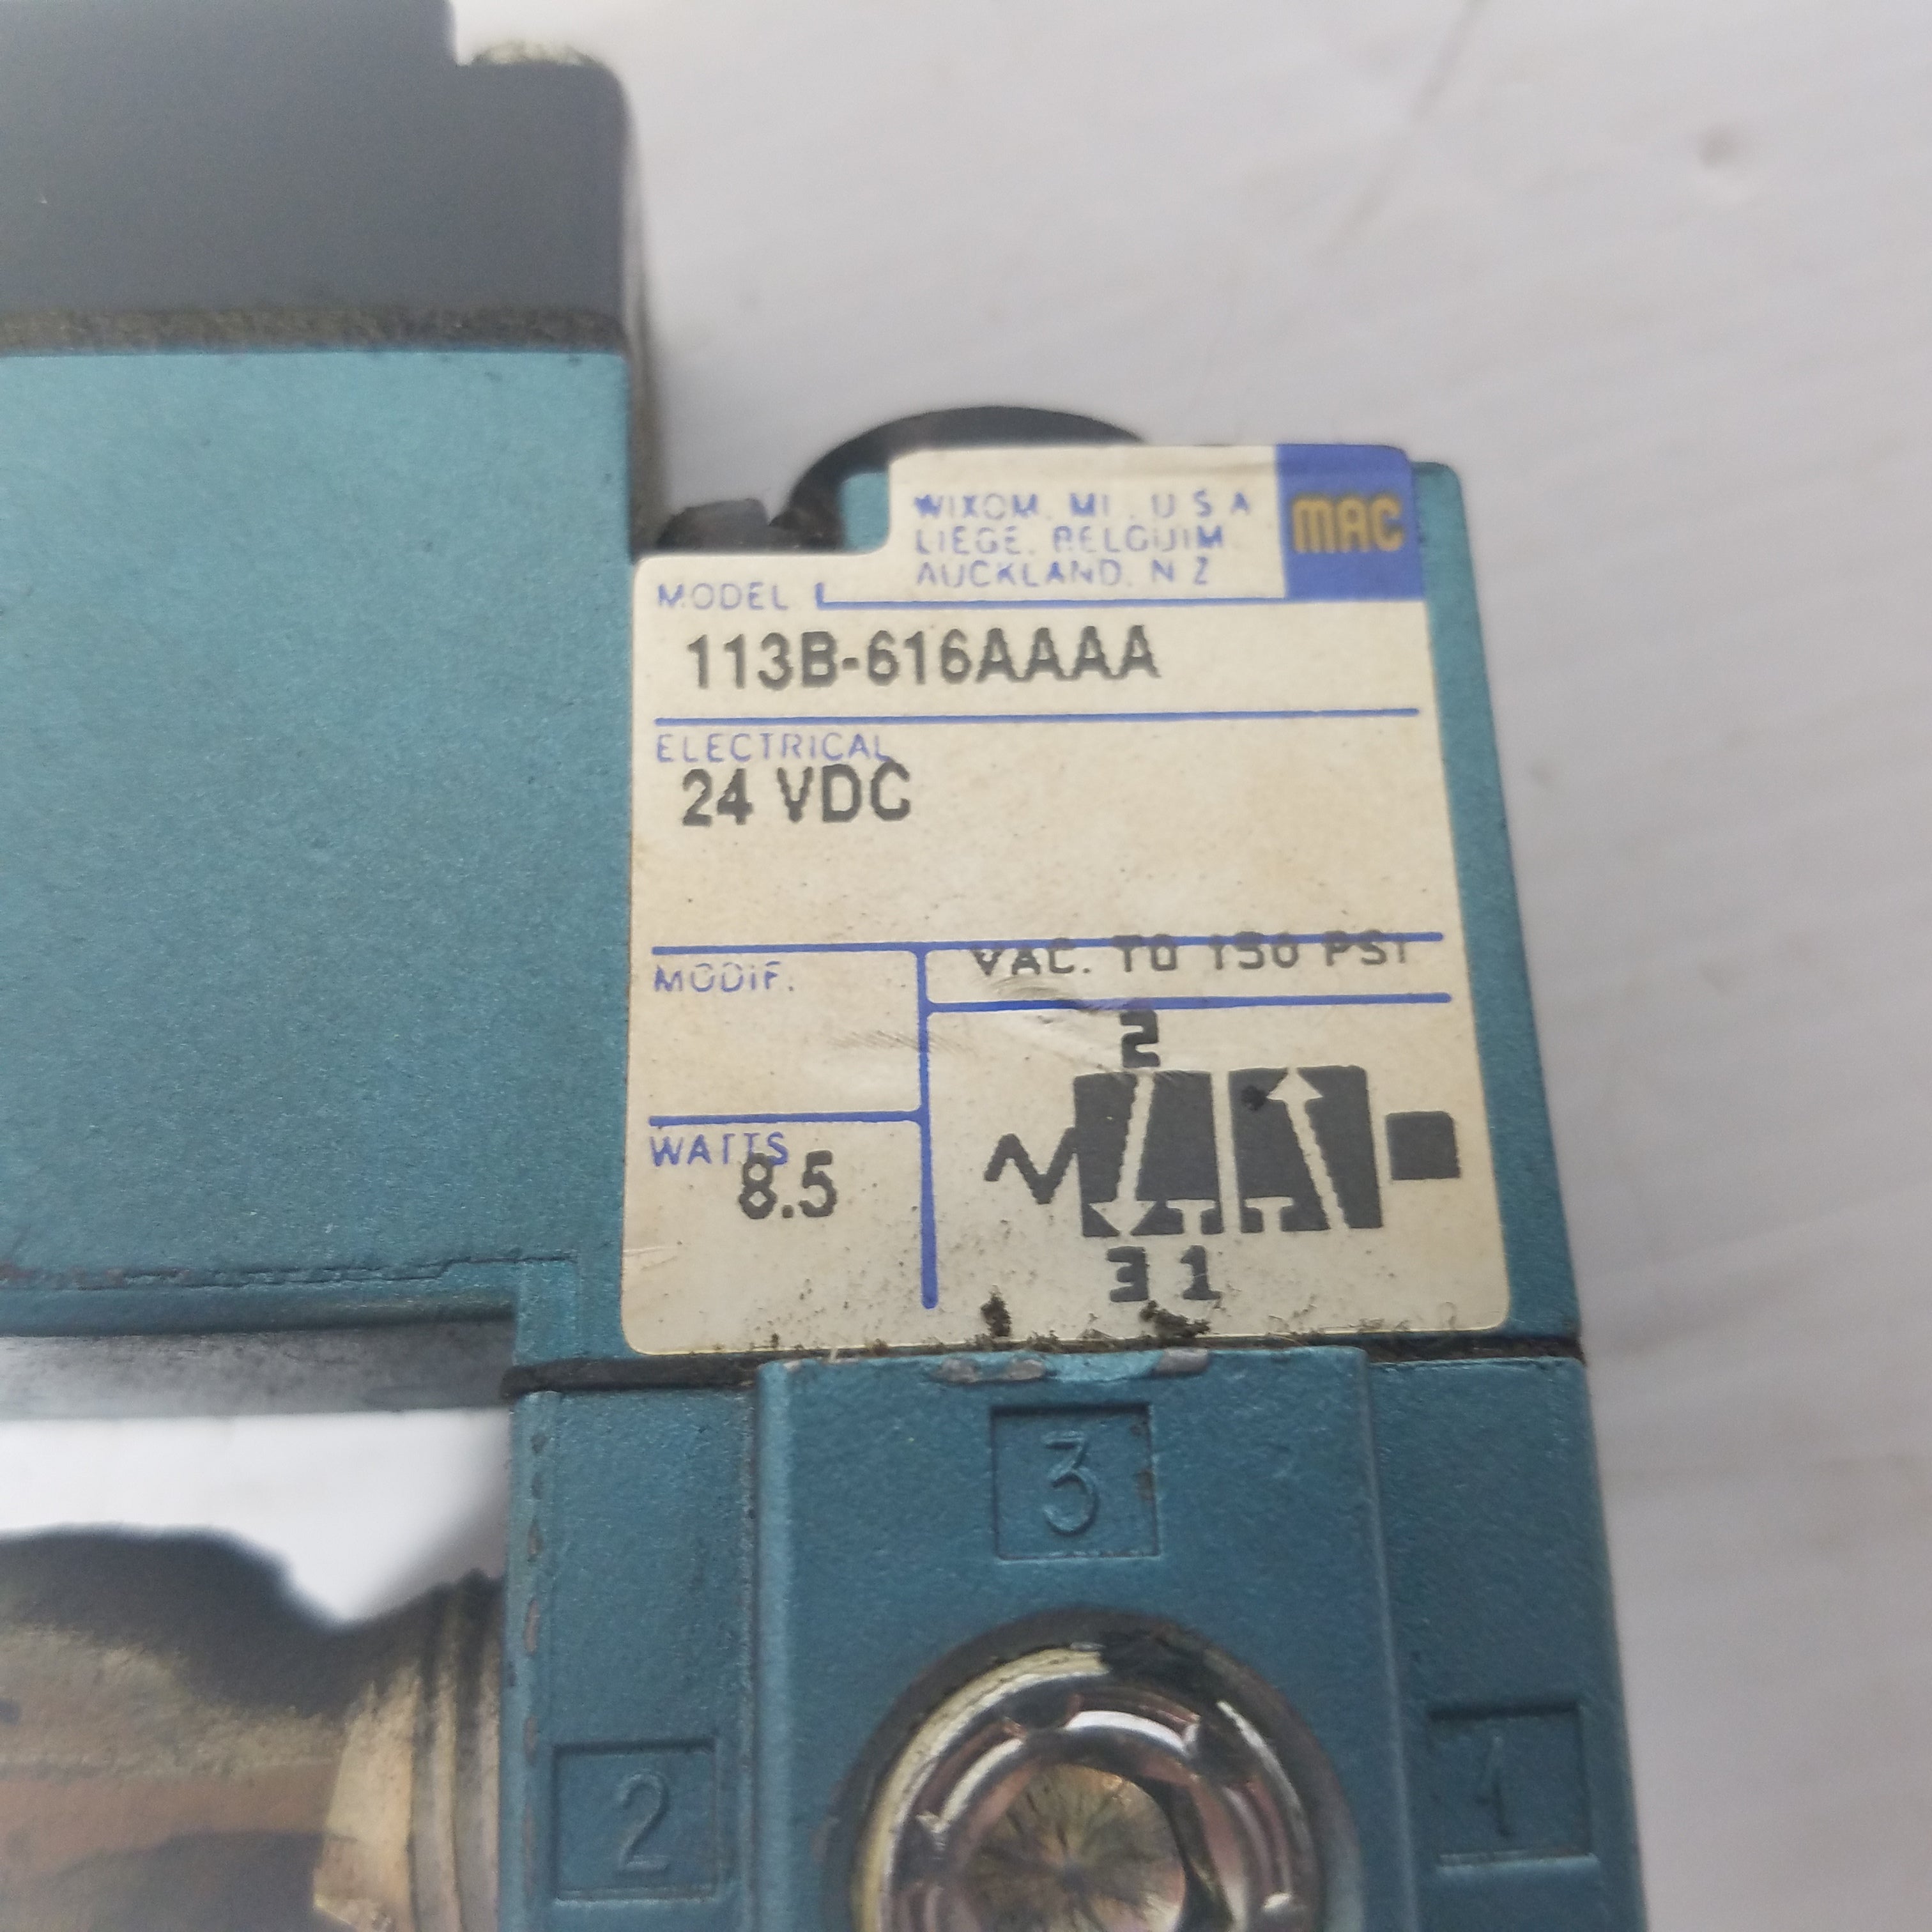 WIXOM, MI. U S A
LIEGE, BELGUIM
AUCKLAND, N Z
MAC
MODEL
113B-616AAAA
ELECTRICAL
24 VDC
VAC. TO 150 PSI
MODIF.
2
WATTS
8.5
3 1
3
2
1